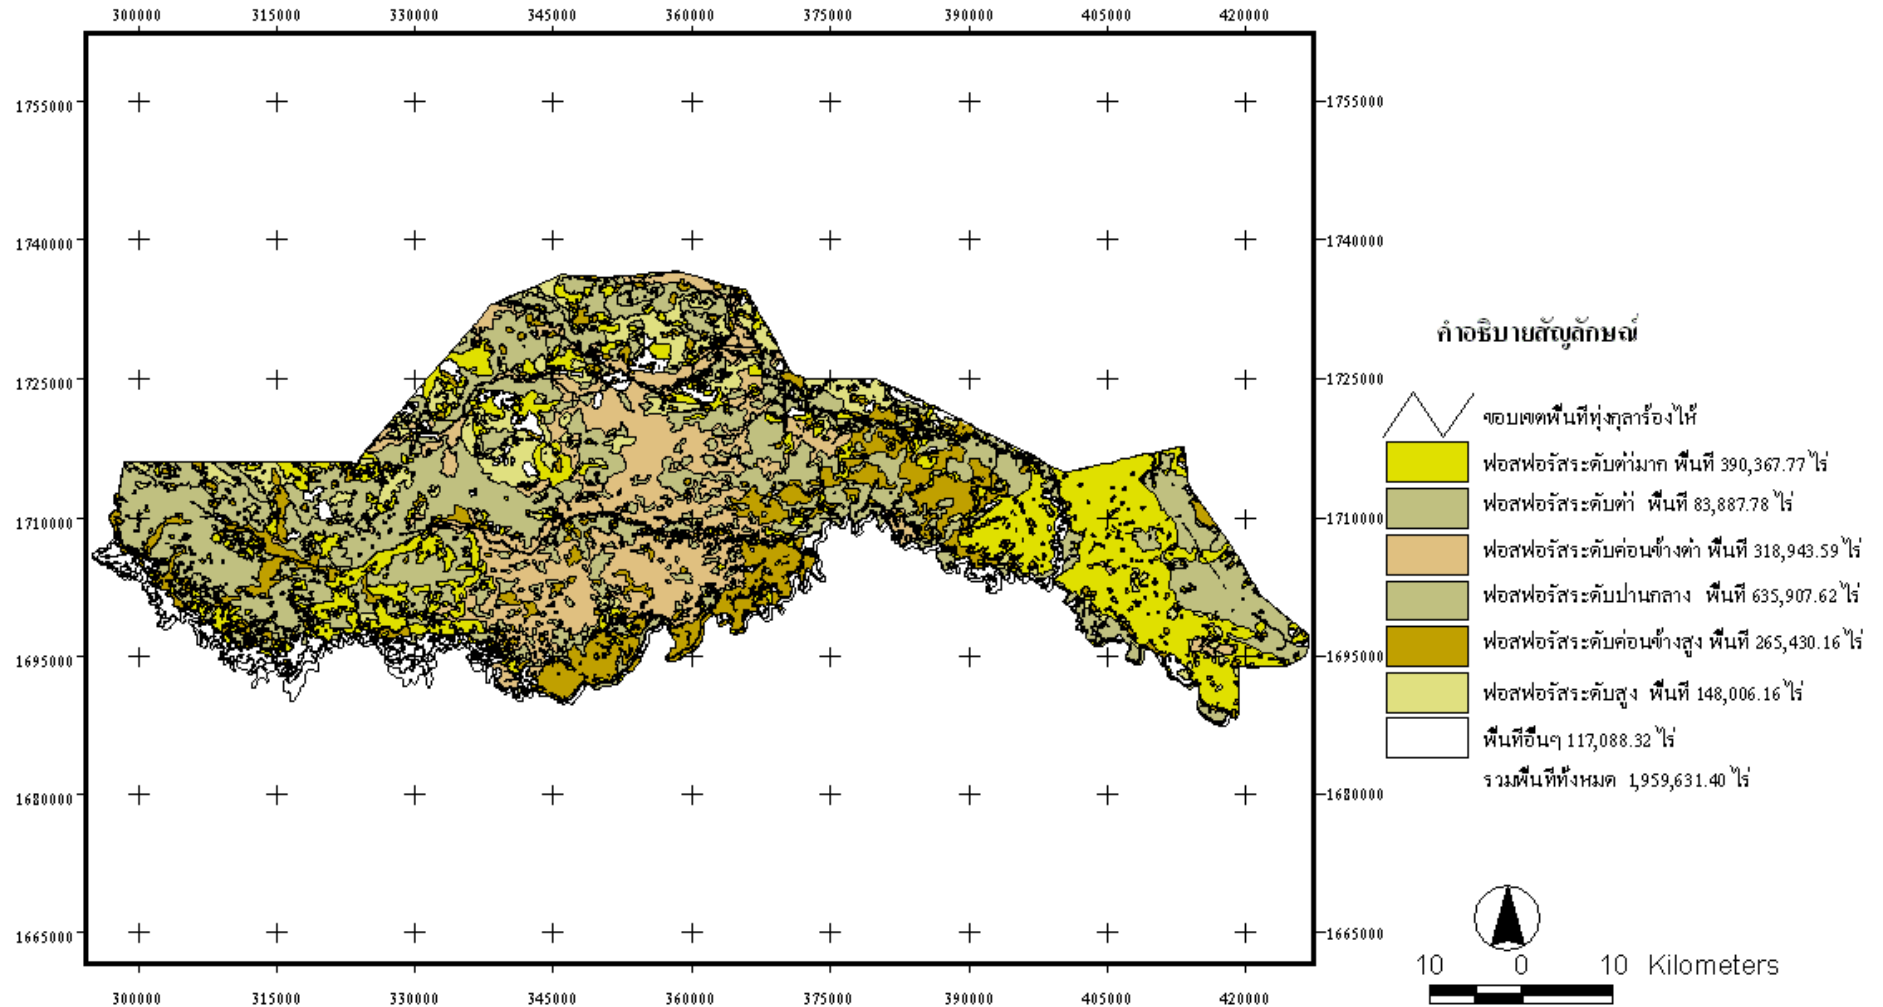 300000 315000 330000 345000 360000 375000 390000 405000 420000
1755000 1755000
1740000 1740000
1725000 1725000
1710000 1710000
1695000 1695000
1680000 1680000
1665000 1665000
300000 315000 330000 345000 360000 375000 390000 405000 420000
คำอธิบายสัญลักษณ์
ขอบเขตพื้นที่ทุ่งกุลาร้องไห้
ฟอสฟอรัสระดับต่ำมาก พื้นที่ 390,367.77 ไร่
ฟอสฟอรัสระดับต่ำ พื้นที่ 83,887.78 ไร่
ฟอสฟอรัสระดับค่อนข้างต่ำ พื้นที่ 318,943.59 ไร่
ฟอสฟอรัสระดับปานกลาง พื้นที่ 635,907.62 ไร่
ฟอสฟอรัสระดับค่อนข้างสูง พื้นที่ 265,430.16 ไร่
ฟอสฟอรัสระดับสูง พื้นที่ 148,006.16 ไร่
พื้นที่อื่นๆ 117,088.32 ไร่
รวมพื้นที่ทั้งหมด 1,959,631.40 ไร่
10 0 10 Kilometers